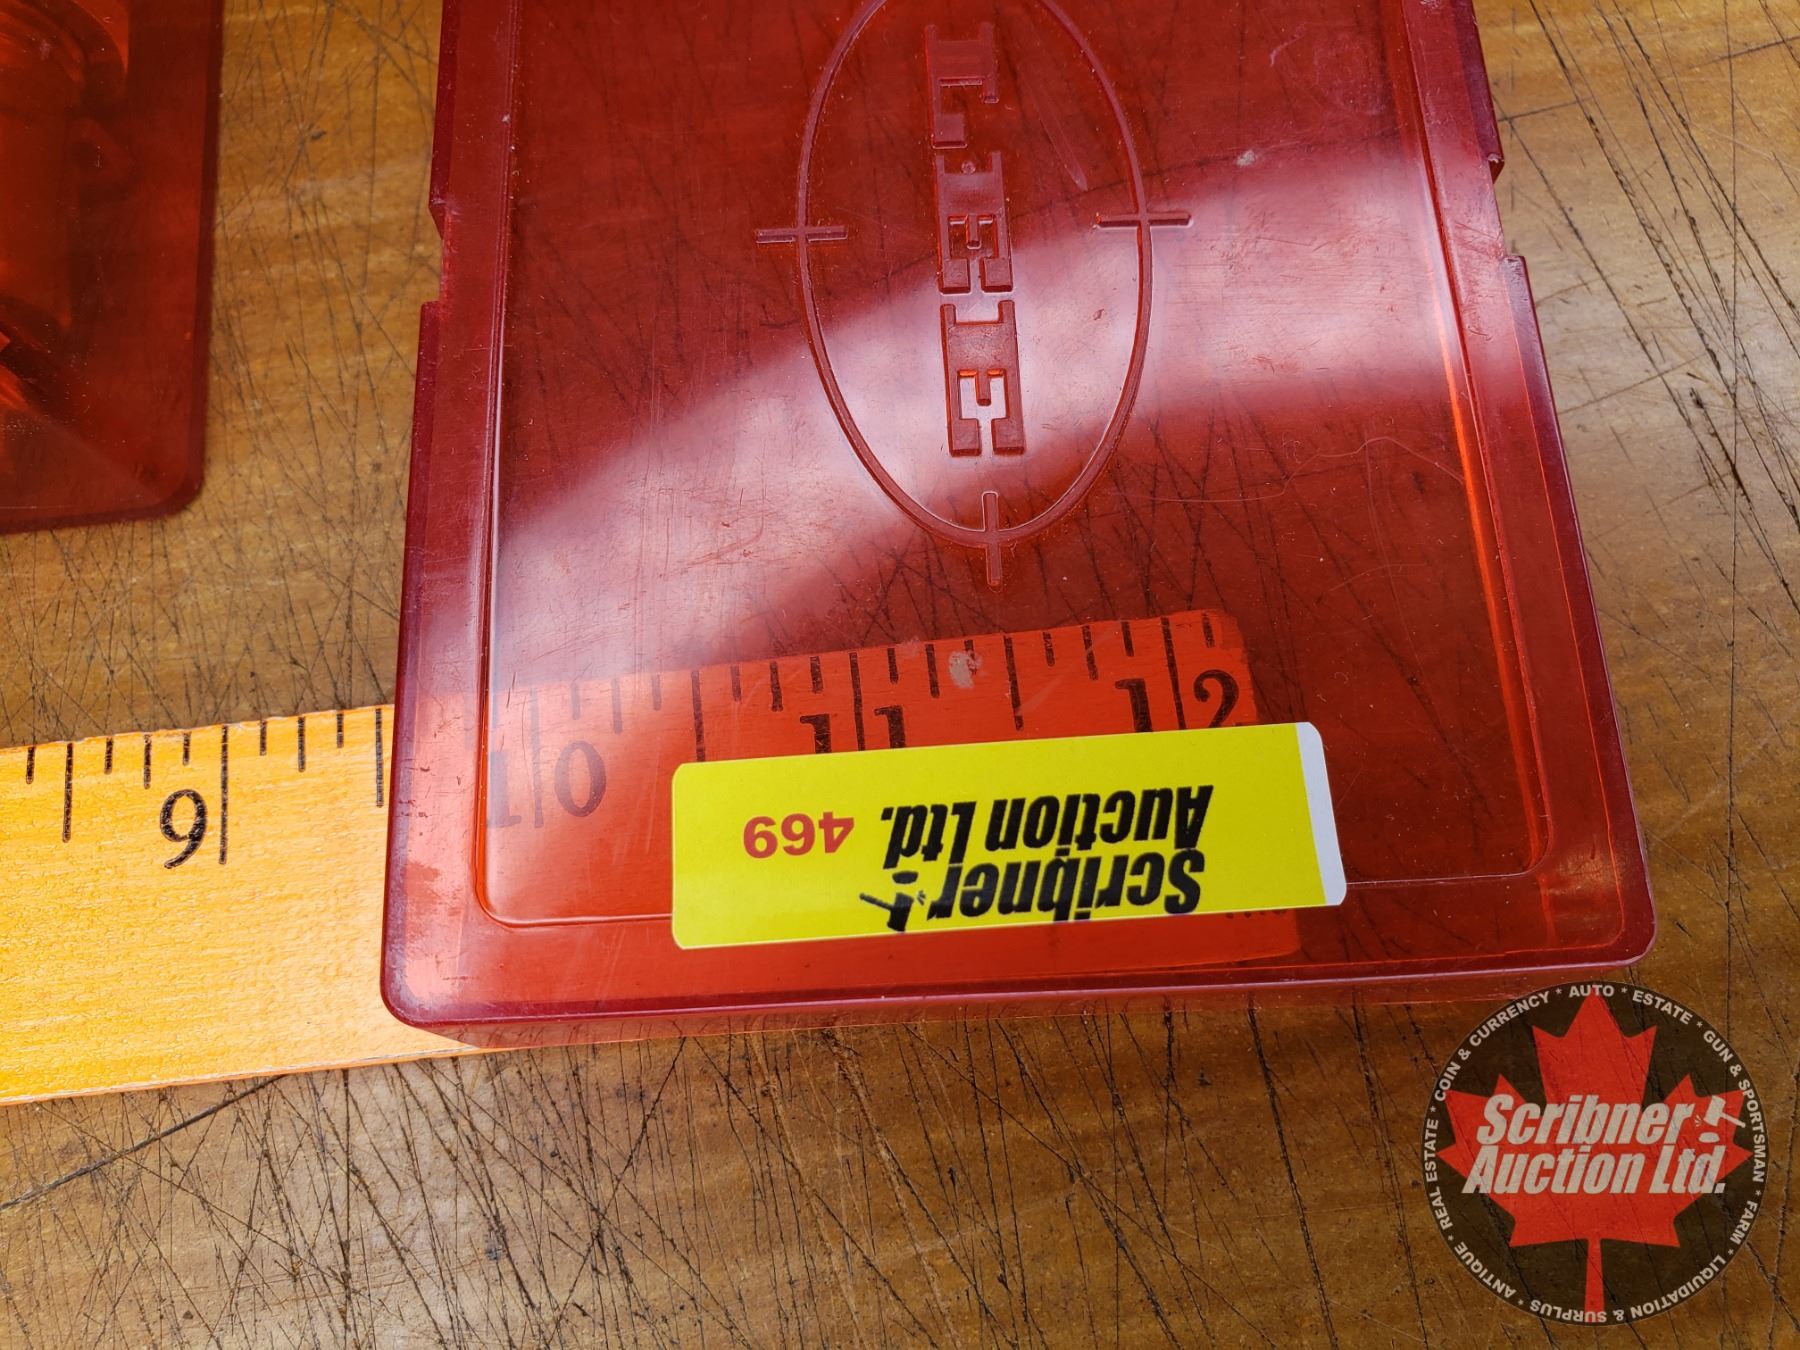 LEE
9
10
11
12
Scribner!
Auction Ltd.
469
COIN & CURRENCY * AUTO * ESTATE * GUN & SPORTSMAN * FARM * LIQUIDATION & SURPLUS * ANTIQUE * REAL ESTATE *
Scribner!
Auction Ltd.